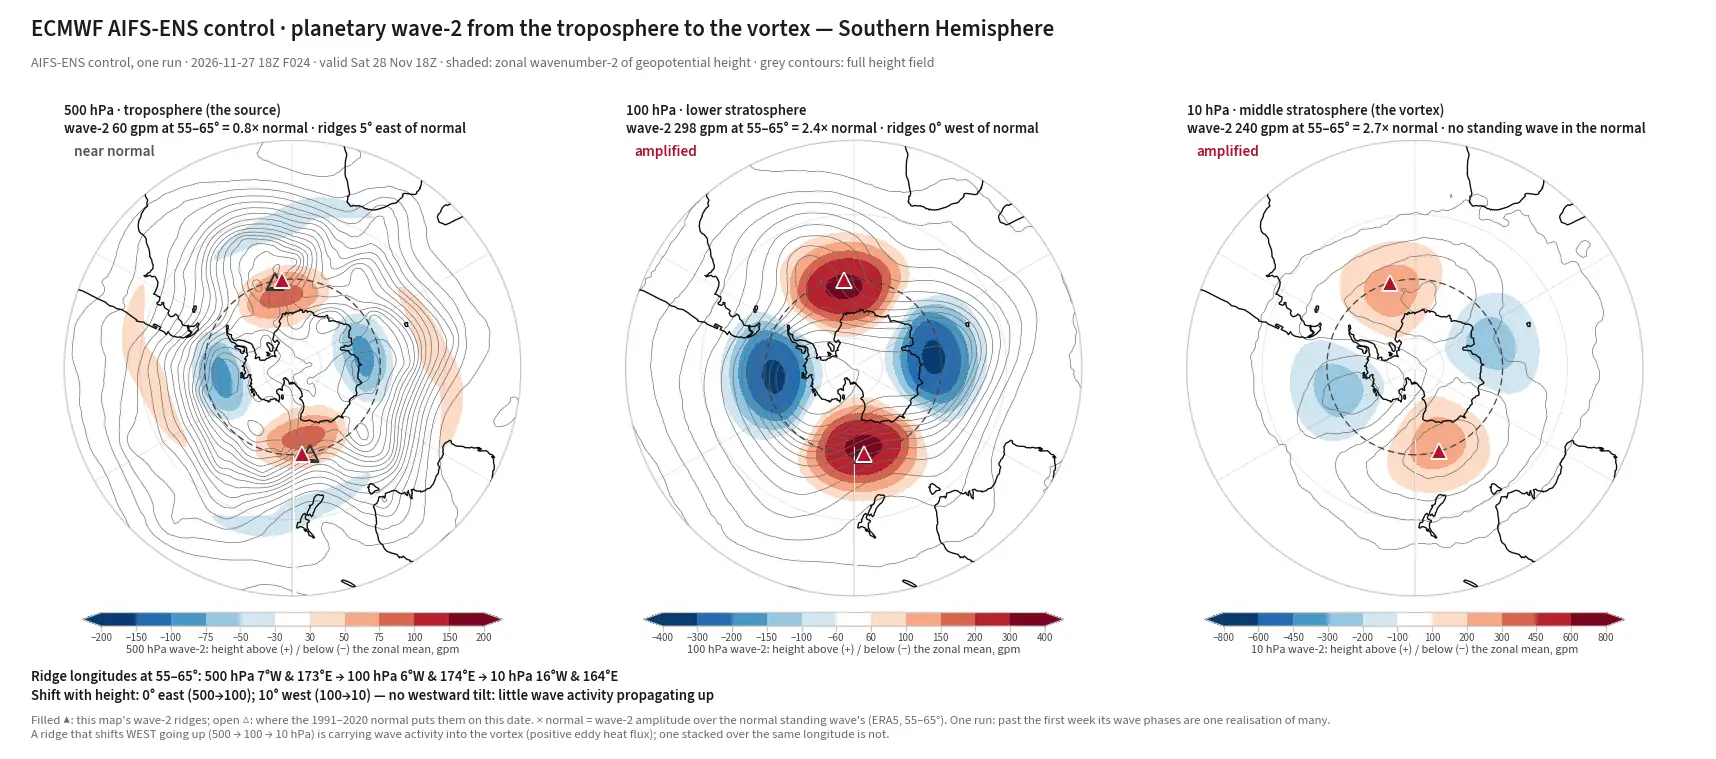 ECMWF AIFS-ENS control · planetary wave-2 from the troposphere to the vortex — Southern Hemisphere
AIFS-ENS control, one run · 2026-11-27 18Z F024 · valid Sat 28 Nov 18Z · shaded: zonal wavenumber-2 of geopotential height · grey contours: full height field
500 hPa · troposphere (the source)
wave-2 60 gpm at 55–65° = 0.8× normal · ridges 5° east of normal
near normal
100 hPa · lower stratosphere
wave-2 298 gpm at 55–65° = 2.4× normal · ridges 0° west of normal
amplified
10 hPa · middle stratosphere (the vortex)
wave-2 240 gpm at 55–65° = 2.7× normal · no standing wave in the normal
amplified
−200 −150 −100 −75 −50 −30 30 50 75 100 150 200
500 hPa wave-2: height above (+) / below (−) the zonal mean, gpm
−400 −300 −200 −150 −100 −60 60 100 150 200 300 400
100 hPa wave-2: height above (+) / below (−) the zonal mean, gpm
−800 −600 −450 −300 −200 −100 100 200 300 450 600 800
10 hPa wave-2: height above (+) / below (−) the zonal mean, gpm
Ridge longitudes at 55–65°: 500 hPa 7°W & 173°E → 100 hPa 6°W & 174°E → 10 hPa 16°W & 164°E
Shift with height: 0° east (500→100); 10° west (100→10) — no westward tilt: little wave activity propagating up
Filled ▲: this map's wave-2 ridges; open △: where the 1991–2020 normal puts them on this date. × normal = wave-2 amplitude over the normal standing wave's (ERA5, 55–65°). One run: past the first week its wave phases are one realisation of many.
A ridge that shifts WEST going up (500 → 100 → 10 hPa) is carrying wave activity into the vortex (positive eddy heat flux); one stacked over the same longitude is not.